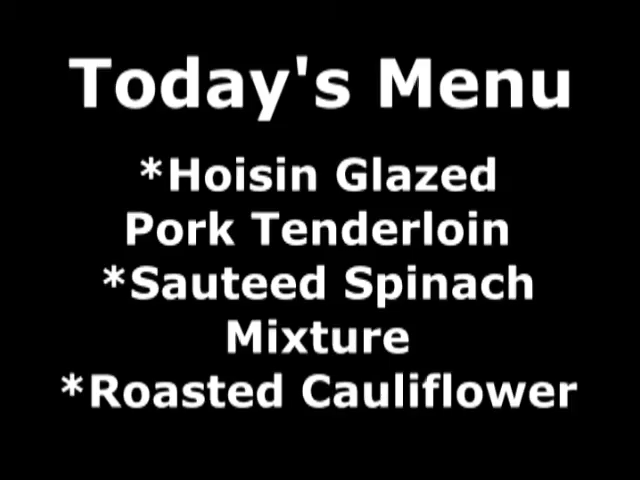 Today's Menu
*Hoisin Glazed
Pork Tenderloin
*Sauteed Spinach
Mixture
*Roasted Cauliflower